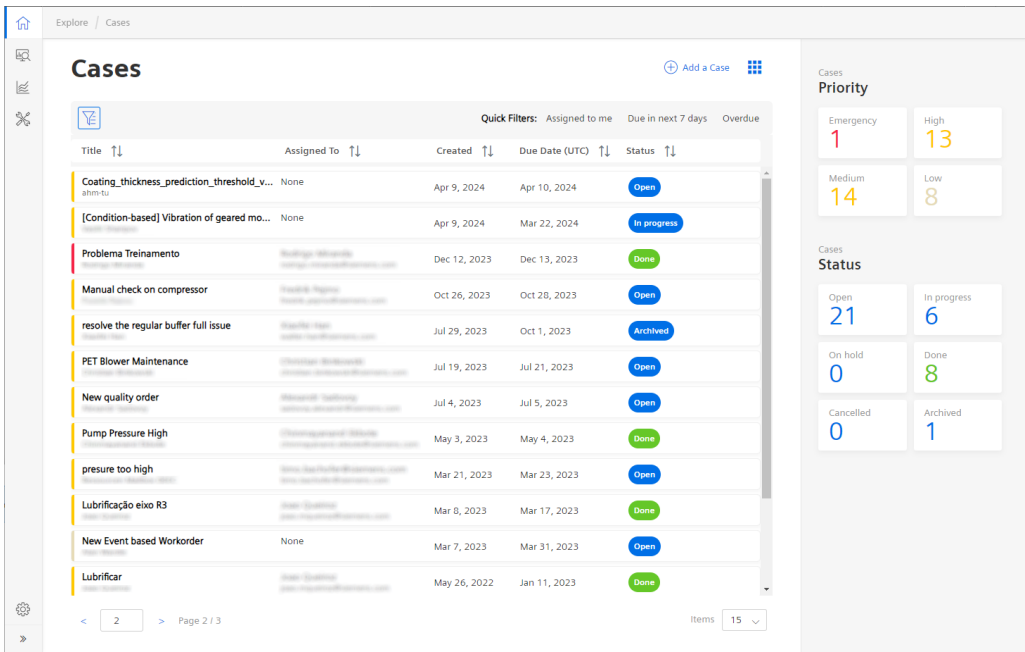 Explore / Cases
Cases
Add a Case
Quick Filters: Assigned to me Due in next 7 days Overdue
Title Assigned To Created Due Date (UTC) Status
Coating_thickness_prediction_threshold_v... None Apr 9, 2024 Apr 10, 2024 Open
ahm-tu
[Condition-based] Vibration of geared mo... None Apr 9, 2024 Mar 22, 2024 In progress
Problema Treinamento Dec 12, 2023 Dec 13, 2023 Done
Manual check on compressor Oct 26, 2023 Oct 28, 2023 Open
resolve the regular buffer full issue Jul 29, 2023 Oct 1, 2023 Archived
PET Blower Maintenance Jul 19, 2023 Jul 21, 2023 Open
New quality order Jul 4, 2023 Jul 5, 2023 Open
Pump Pressure High May 3, 2023 May 4, 2023 Done
presure too high Mar 21, 2023 Mar 23, 2023 Open
Lubrificação eixo R3 Mar 8, 2023 Mar 17, 2023 Done
New Event based Workorder None Mar 7, 2023 Mar 31, 2023 Open
Lubrificar May 26, 2022 Jan 11, 2023 Done
< 2 > Page 2 / 3 Items 15
Cases
Priority
Emergency High
1 13
Medium Low
14 8
Cases
Status
Open In progress
21 6
On hold Done
0 8
Cancelled Archived
0 1